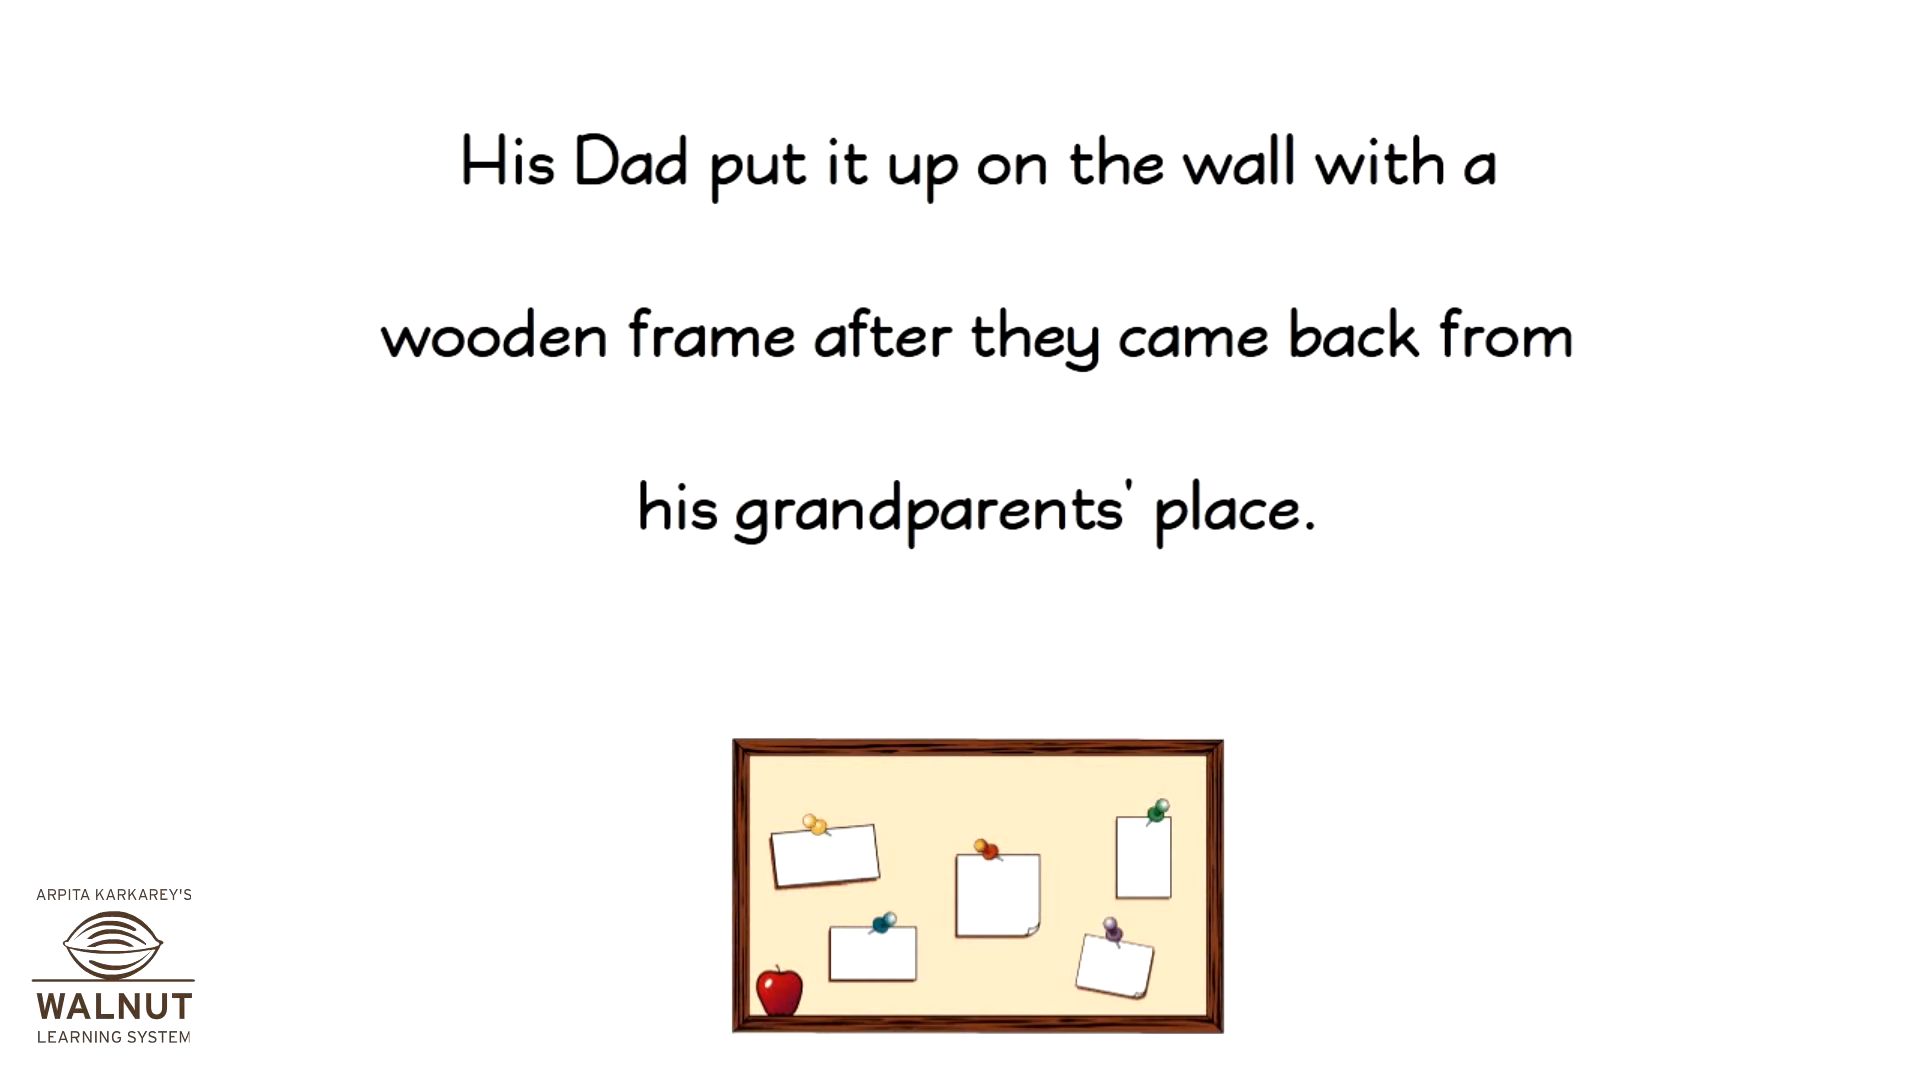 His Dad put it up on the wall with a
wooden frame after they came back from
his grandparents' place.
ARPITA KARKAREY'S
WALNUT
LEARNING SYSTEM